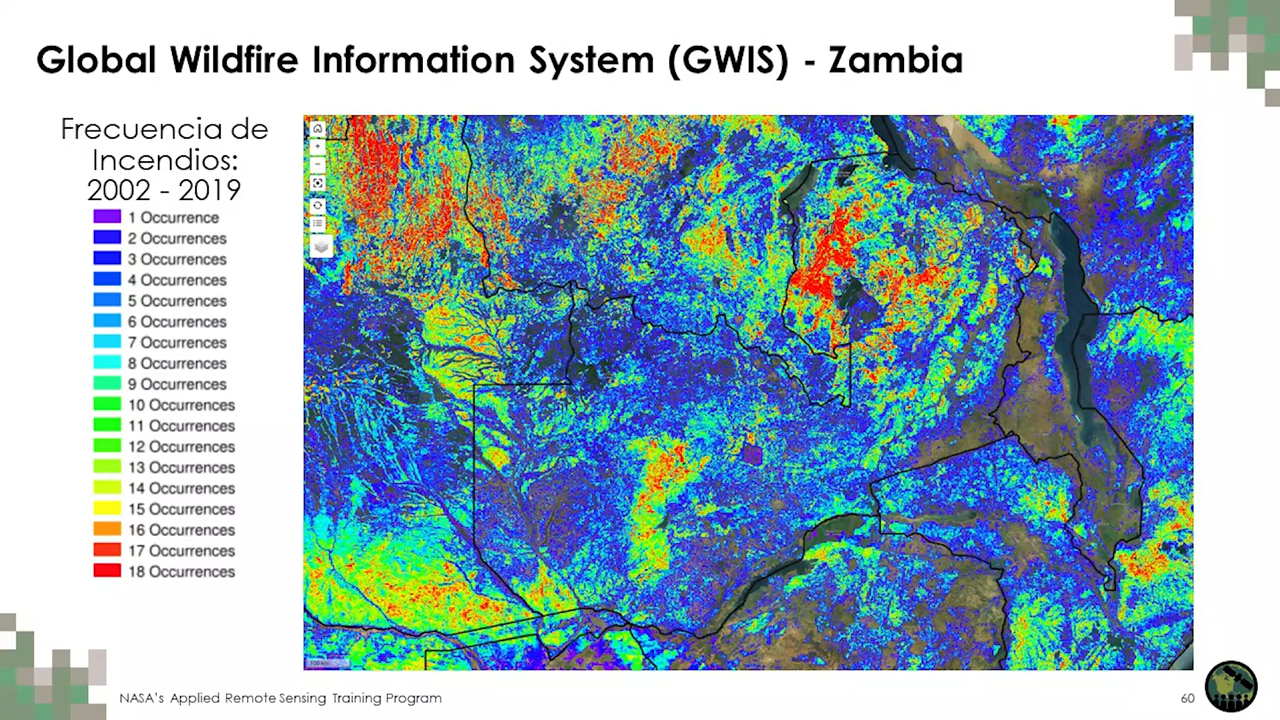 Global Wildfire Information System (GWIS) - Zambia
Frecuencia de
Incendios:
2002 - 2019
1 Occurrence
2 Occurrences
3 Occurrences
4 Occurrences
5 Occurrences
6 Occurrences
7 Occurrences
8 Occurrences
9 Occurrences
10 Occurrences
11 Occurrences
12 Occurrences
13 Occurrences
14 Occurrences
15 Occurrences
16 Occurrences
17 Occurrences
18 Occurrences
100 km
NASA's Applied Remote Sensing Training Program
60